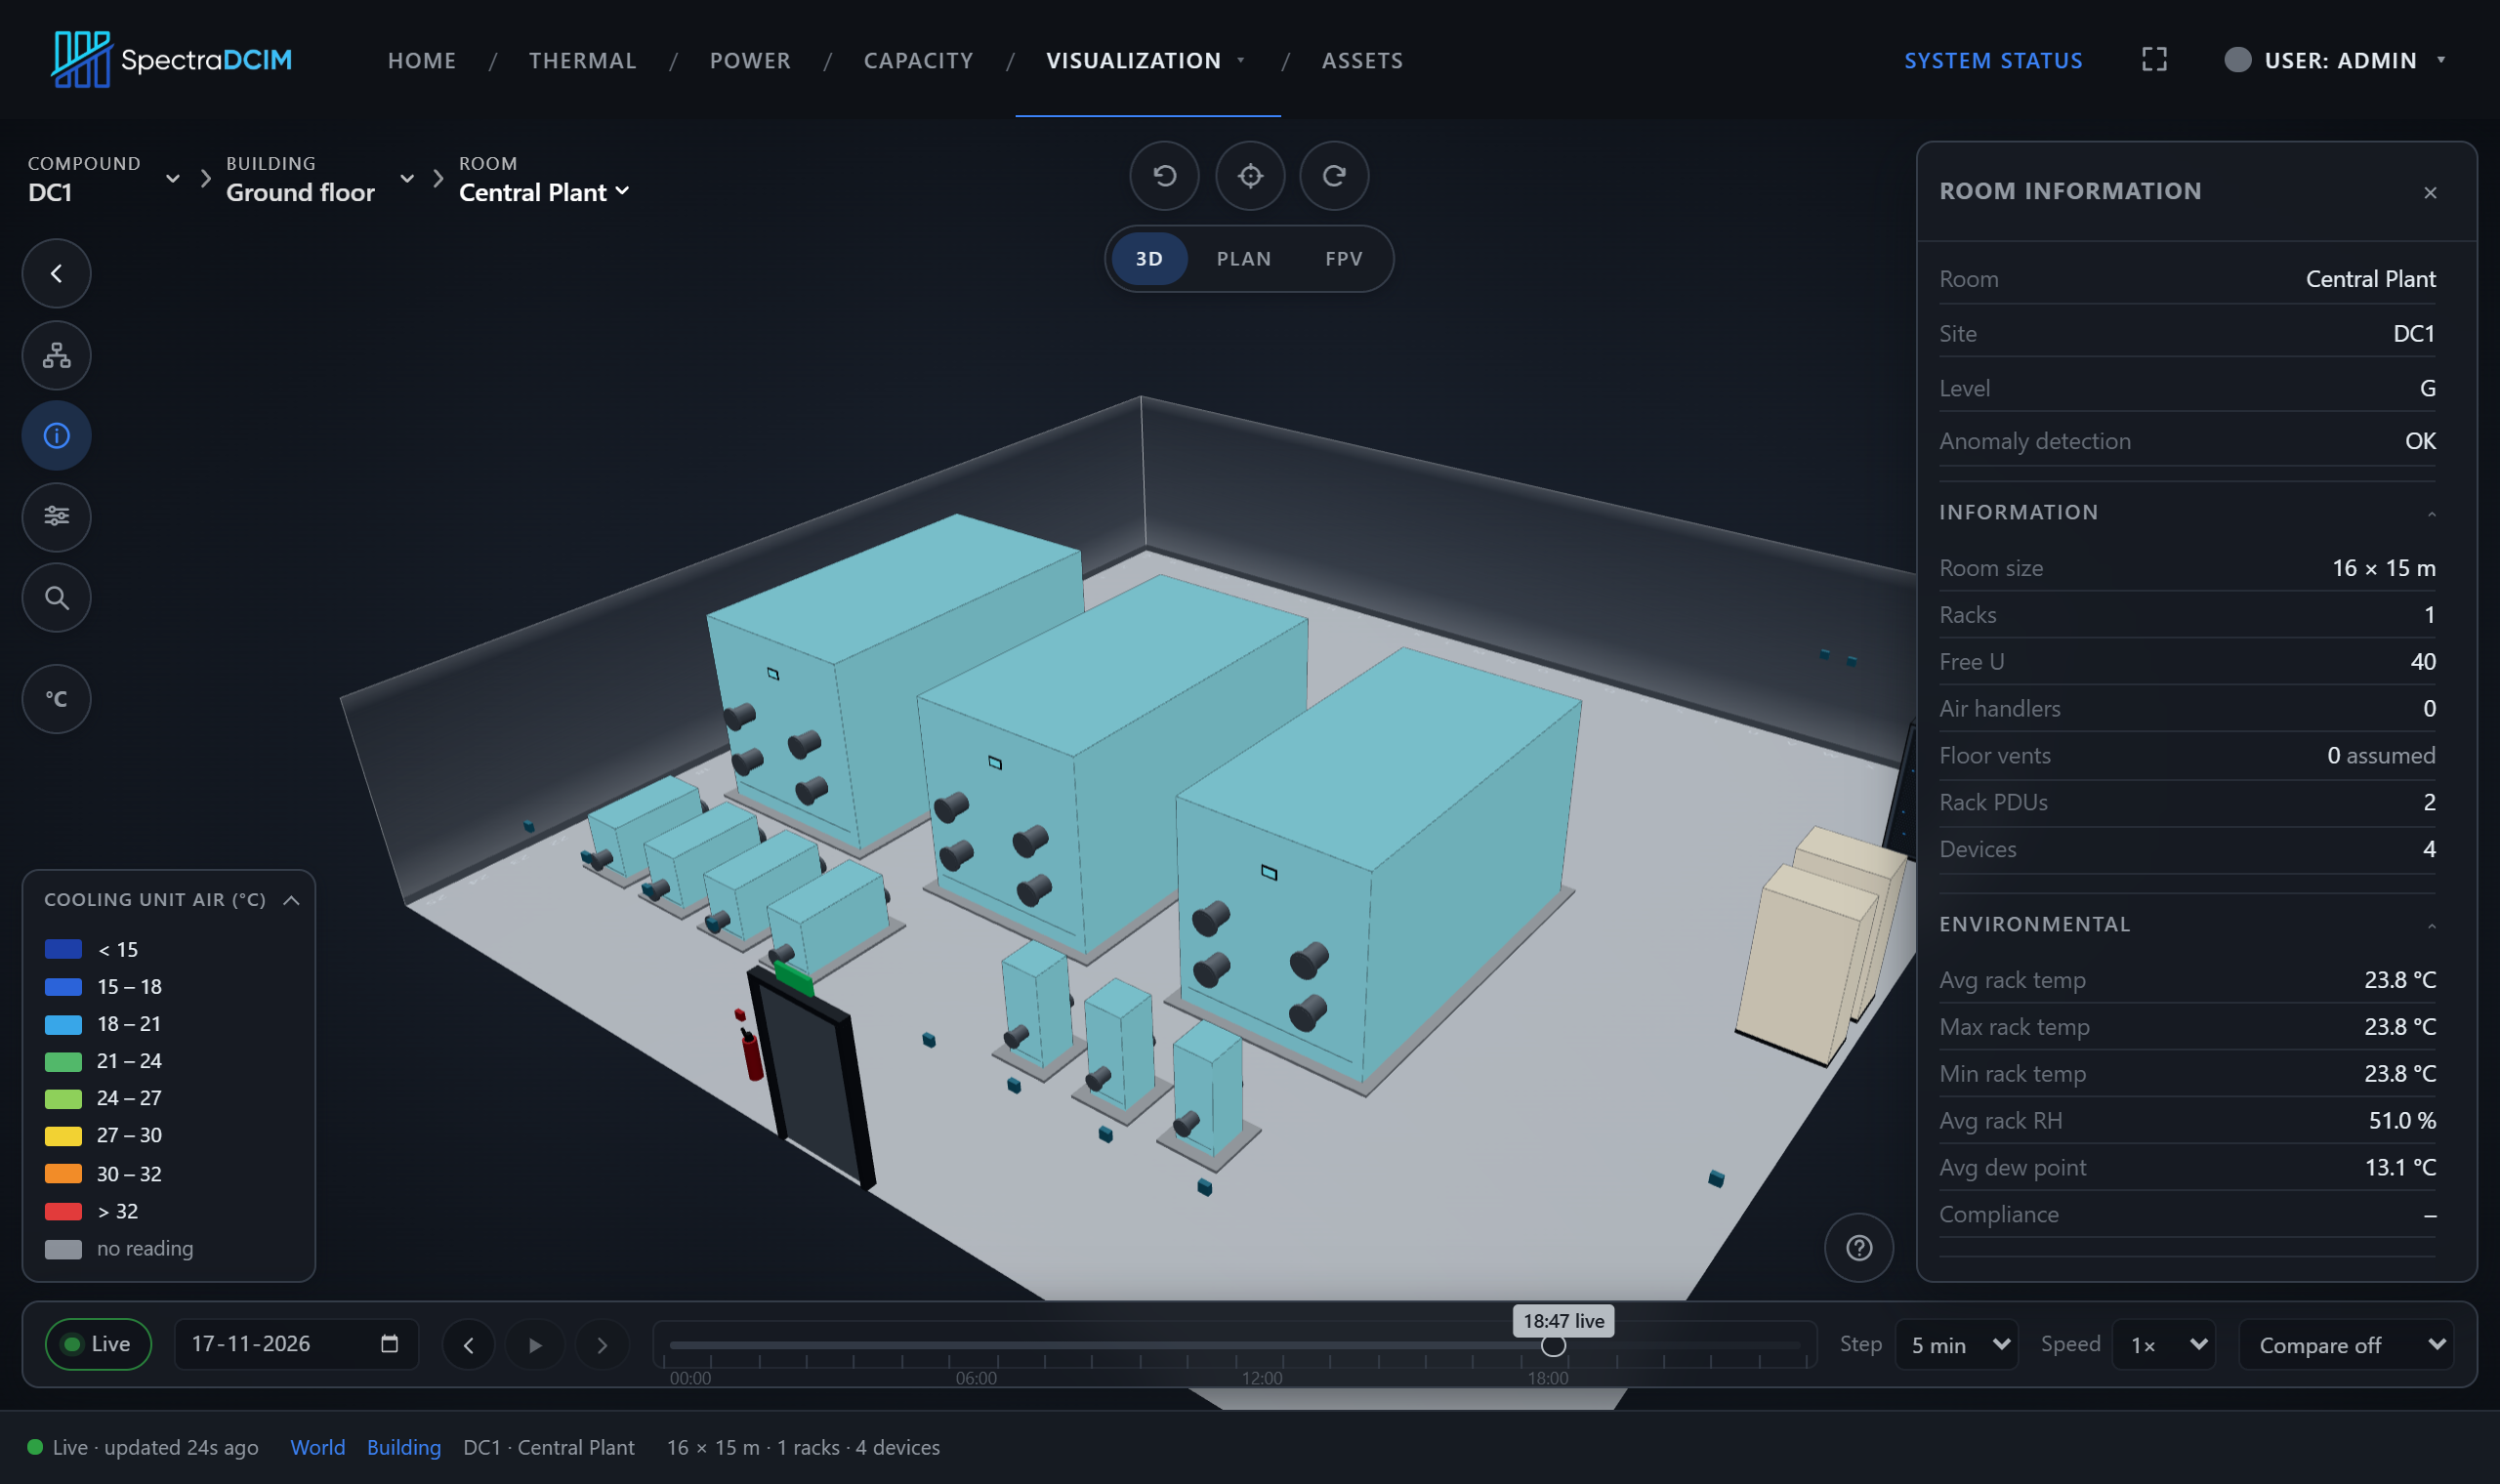 SpectraDCIM
HOME / THERMAL / POWER / CAPACITY / VISUALIZATION / ASSETS
SYSTEM STATUS
USER: ADMIN
COMPOUND
DC1
BUILDING
Ground floor
ROOM
Central Plant
3D PLAN FPV
°C
COOLING UNIT AIR (°C)
< 15
15 – 18
18 – 21
21 – 24
24 – 27
27 – 30
30 – 32
> 32
no reading
ROOM INFORMATION
Room Central Plant
Site DC1
Level G
Anomaly detection OK
INFORMATION
Room size 16 × 15 m
Racks 1
Free U 40
Air handlers 0
Floor vents 0 assumed
Rack PDUs 2
Devices 4
ENVIRONMENTAL
Avg rack temp 23.8 °C
Max rack temp 23.8 °C
Min rack temp 23.8 °C
Avg rack RH 51.0 %
Avg dew point 13.1 °C
Compliance –
Live
17-11-2026
18:47 live
00:00 06:00 12:00 18:00
Step 5 min
Speed 1×
Compare off
Live · updated 24s ago World Building DC1 · Central Plant 16 × 15 m · 1 racks · 4 devices